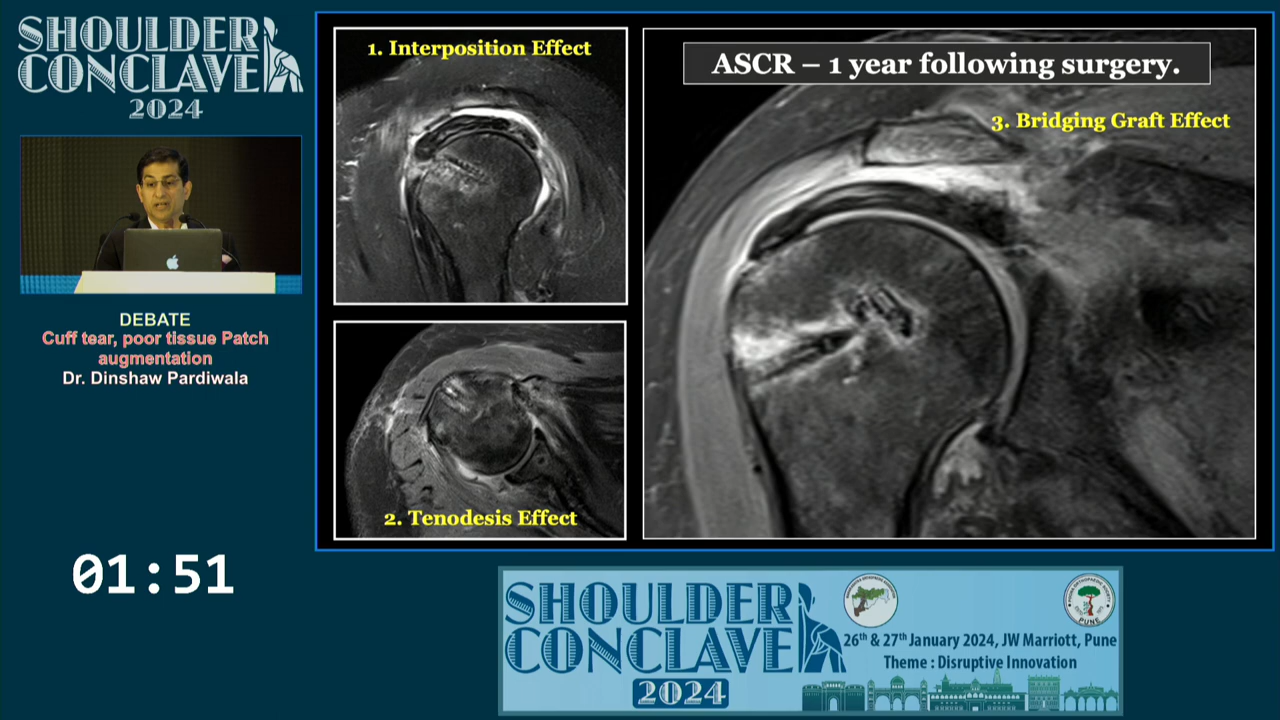 SHOULDER
CONCLAVE
2024
DEBATE
Cuff tear, poor tissue Patch
augmentation
Dr. Dinshaw Pardiwala
01:51
1. Interposition Effect
2. Tenodesis Effect
ASCR – 1 year following surgery.
3. Bridging Graft Effect
SHOULDER
CONCLAVE
2024
PUNE
26th & 27th January 2024, JW Marriott, Pune
Theme : Disruptive Innovation